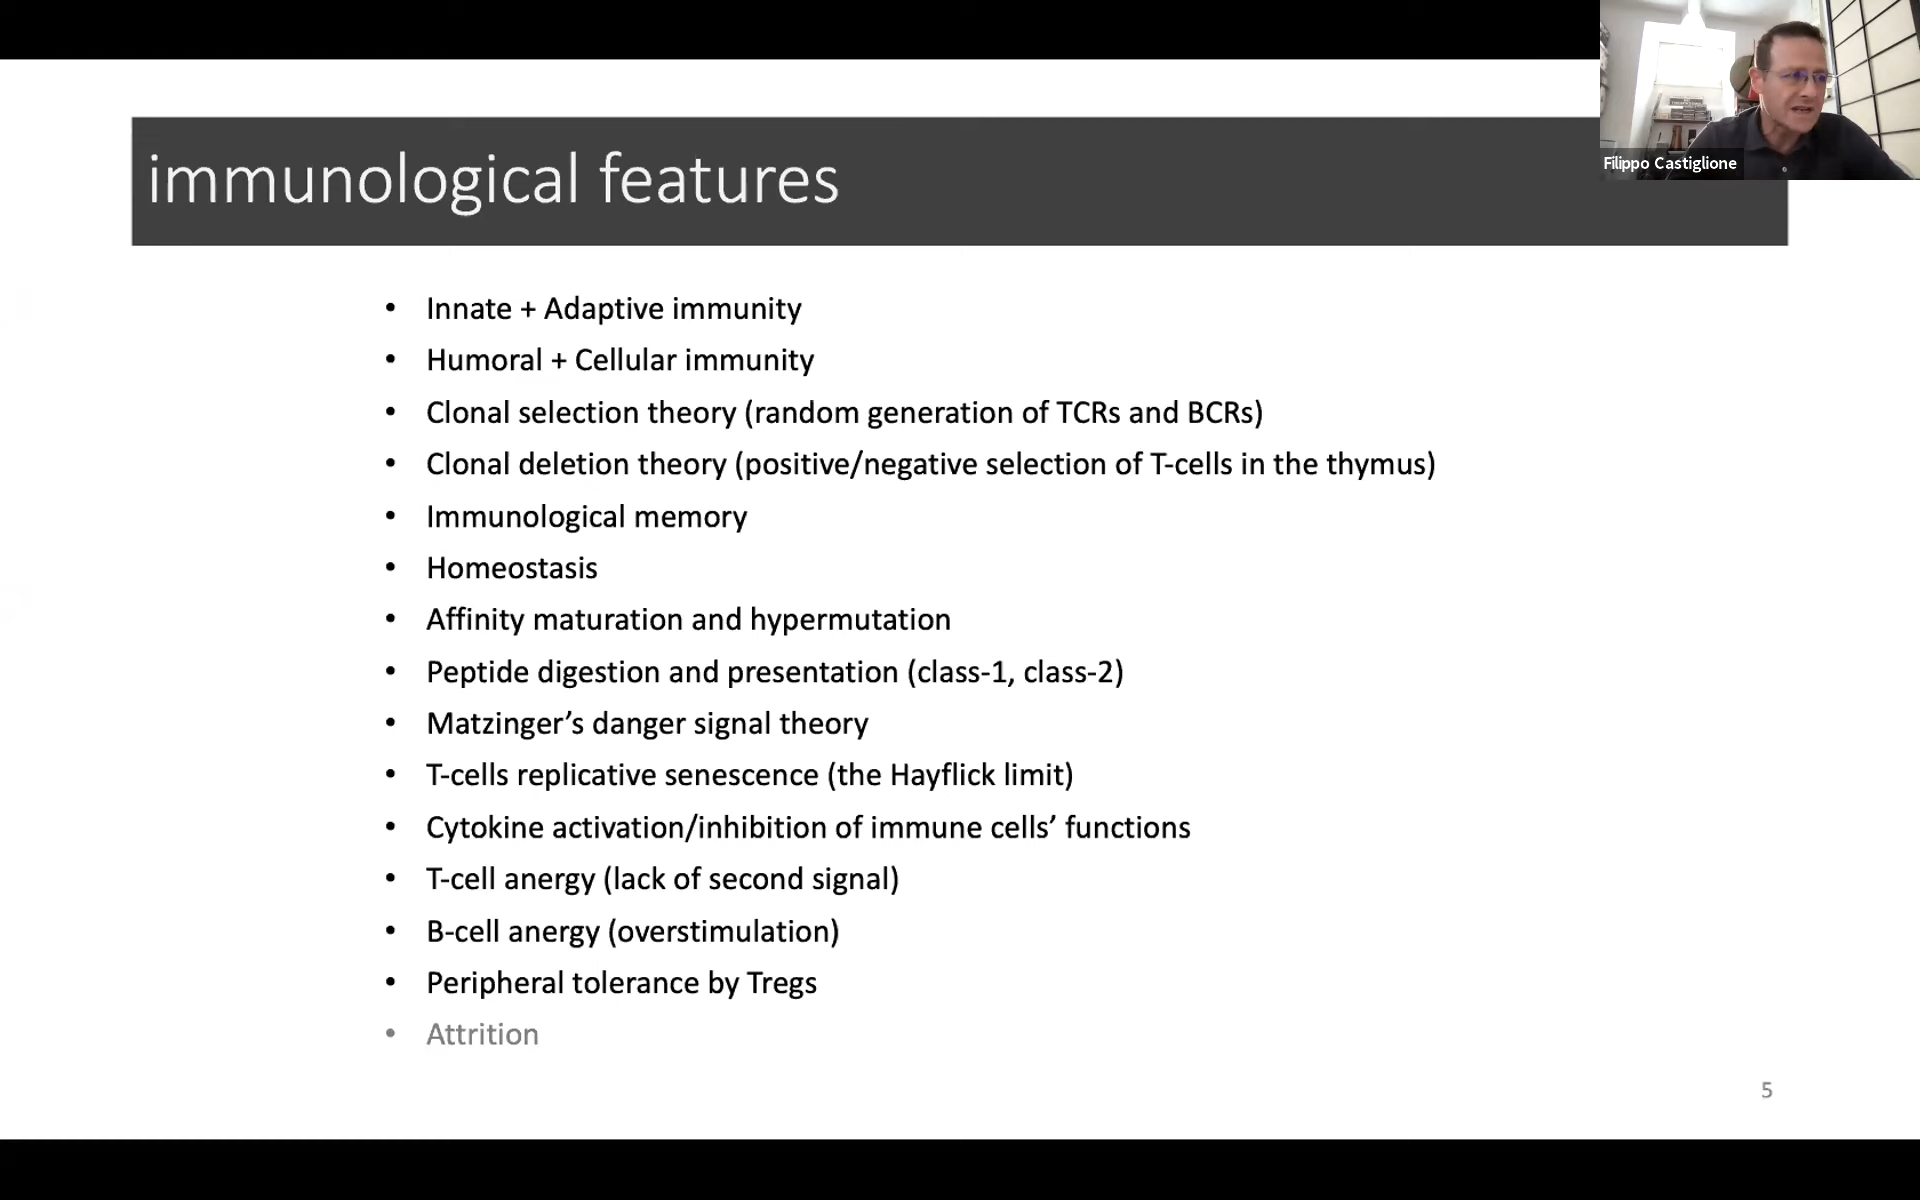 immunological features
Filippo Castiglione
• Innate + Adaptive immunity
• Humoral + Cellular immunity
• Clonal selection theory (random generation of TCRs and BCRs)
• Clonal deletion theory (positive/negative selection of T-cells in the thymus)
• Immunological memory
• Homeostasis
• Affinity maturation and hypermutation
• Peptide digestion and presentation (class-1, class-2)
• Matzinger’s danger signal theory
• T-cells replicative senescence (the Hayflick limit)
• Cytokine activation/inhibition of immune cells’ functions
• T-cell anergy (lack of second signal)
• B-cell anergy (overstimulation)
• Peripheral tolerance by Tregs
• Attrition
5